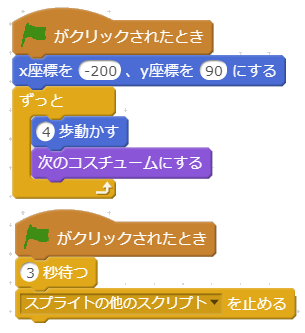 がクリックされたとき
x座標を -200 、y座標を 90 にする
ずっと
4 歩動かす
次のコスチュームにする
がクリックされたとき
3 秒待つ
スプライトの他のスクリプト を止める